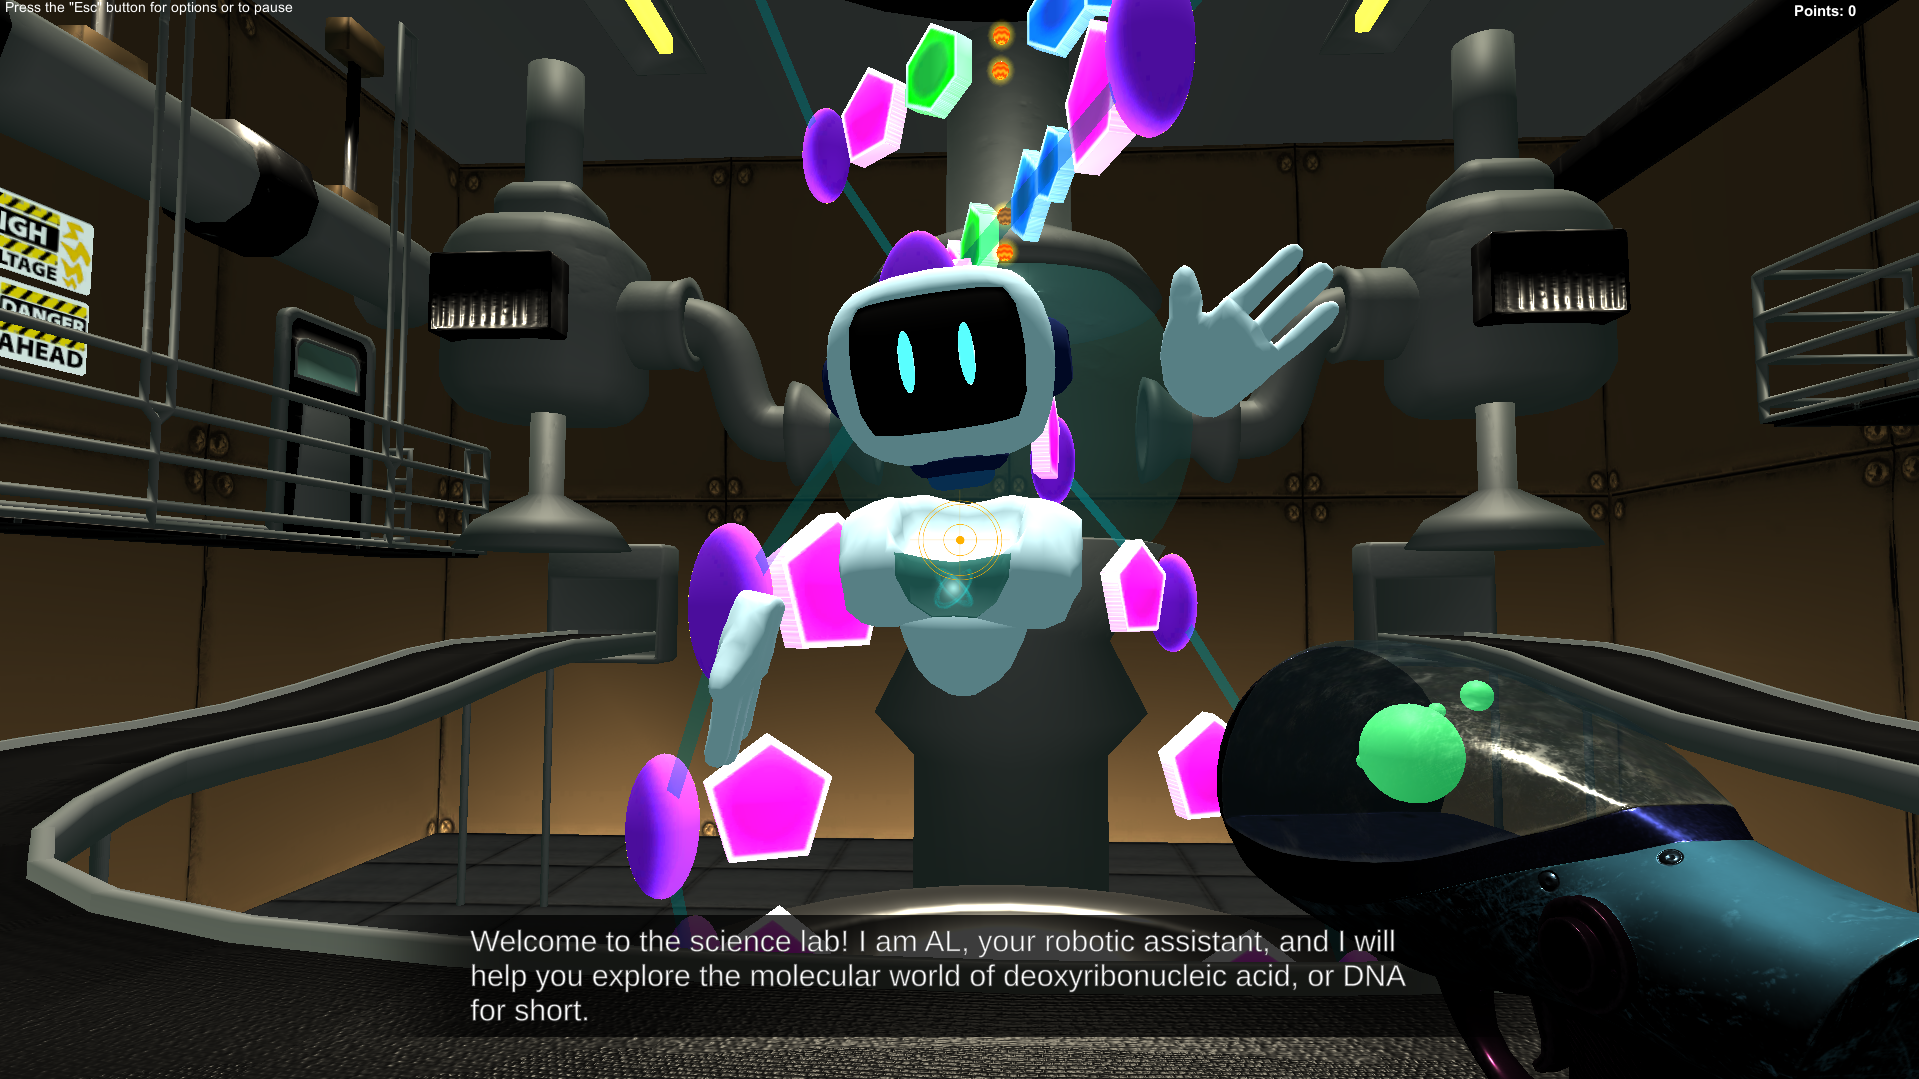 Press the "Esc" button for options or to pause
Points: 0
IGH
LTAGE
DANGER
AHEAD
Welcome to the science lab! I am AL, your robotic assistant, and I will
help you explore the molecular world of deoxyribonucleic acid, or DNA
for short.